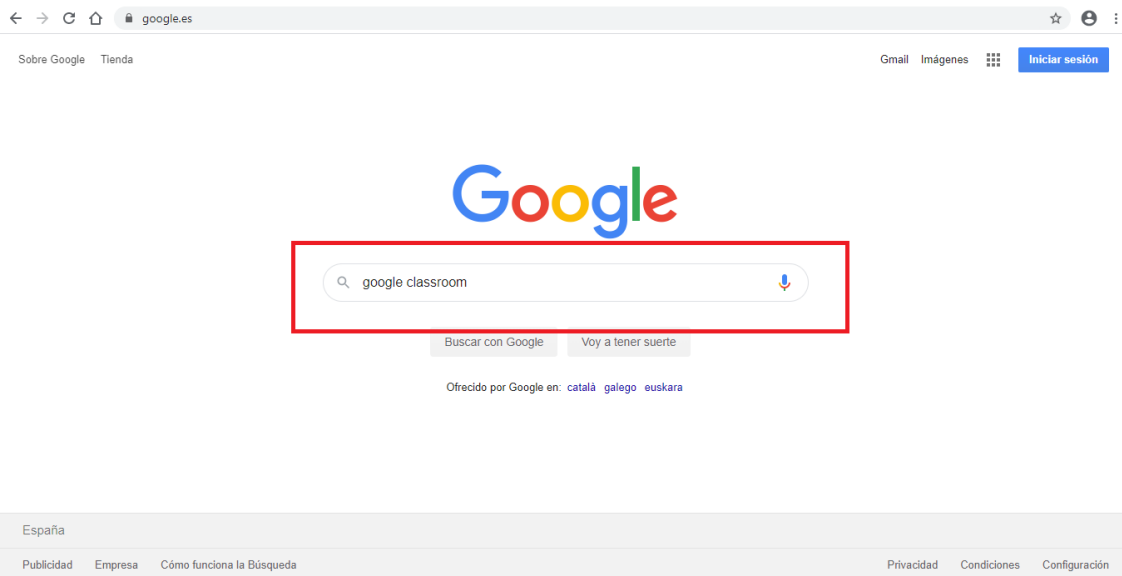 google.es
Sobre Google Tienda
Gmail Imágenes Iniciar sesión
Google
google classroom
Buscar con Google Voy a tener suerte
Ofrecido por Google en: català galego euskara
España
Publicidad Empresa Cómo funciona la Búsqueda
Privacidad Condiciones Configuración